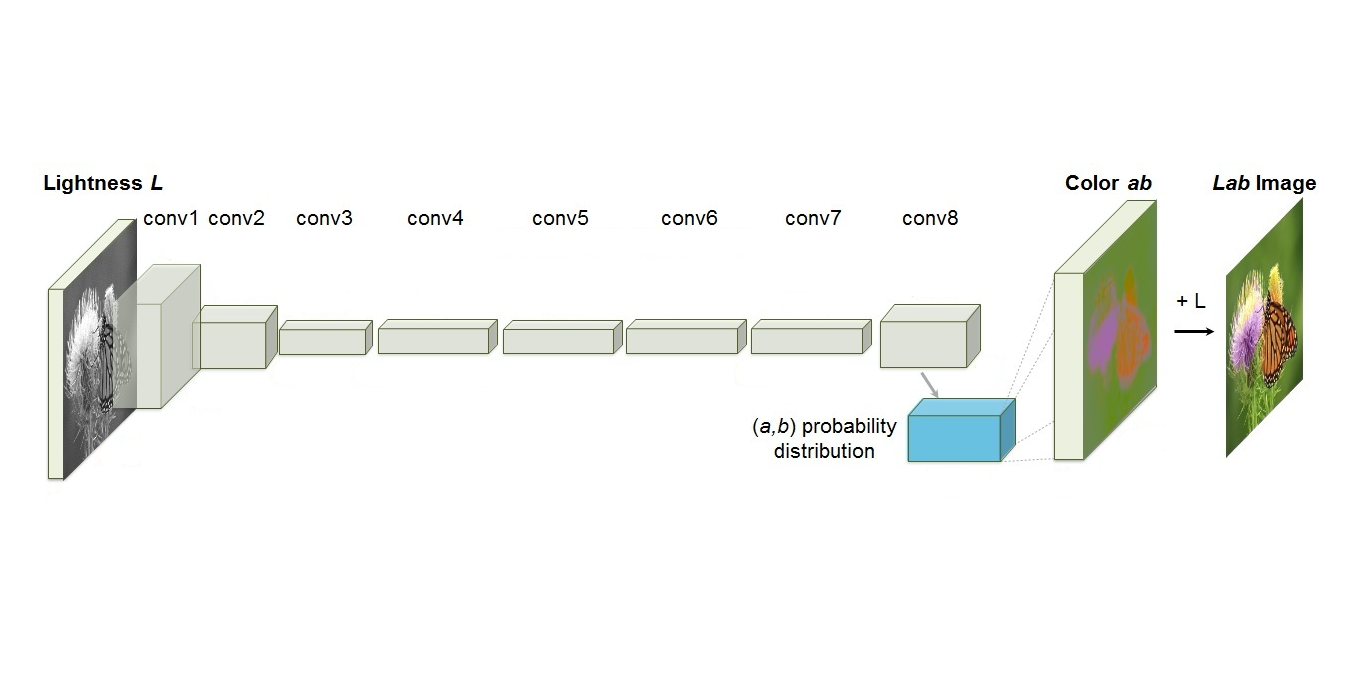 Lightness L
conv1 conv2 conv3 conv4 conv5 conv6 conv7 conv8
(a,b) probability
distribution
Color ab
+ L
Lab Image